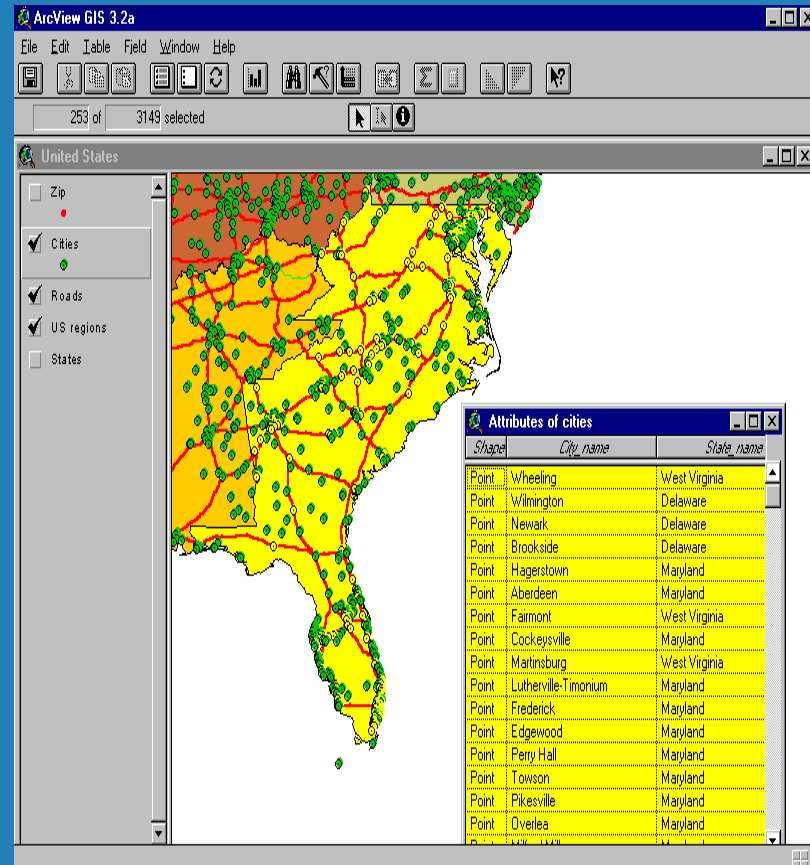 ArcView GIS 3.2a
File Edit Table Field Window Help
253 of 3149 selected
United States
Zip
Cities
Roads
US regions
States
Attributes of cities
Shape City_name State_name
Point Wheeling West Virginia
Point Wilmington Delaware
Point Newark Delaware
Point Brookside Delaware
Point Hagerstown Maryland
Point Aberdeen Maryland
Point Fairmont West Virginia
Point Cockeysville Maryland
Point Martinsburg West Virginia
Point Lutherville-Timonium Maryland
Point Frederick Maryland
Point Edgewood Maryland
Point Perry Hall Maryland
Point Towson Maryland
Point Pikesville Maryland
Point Overlea Maryland